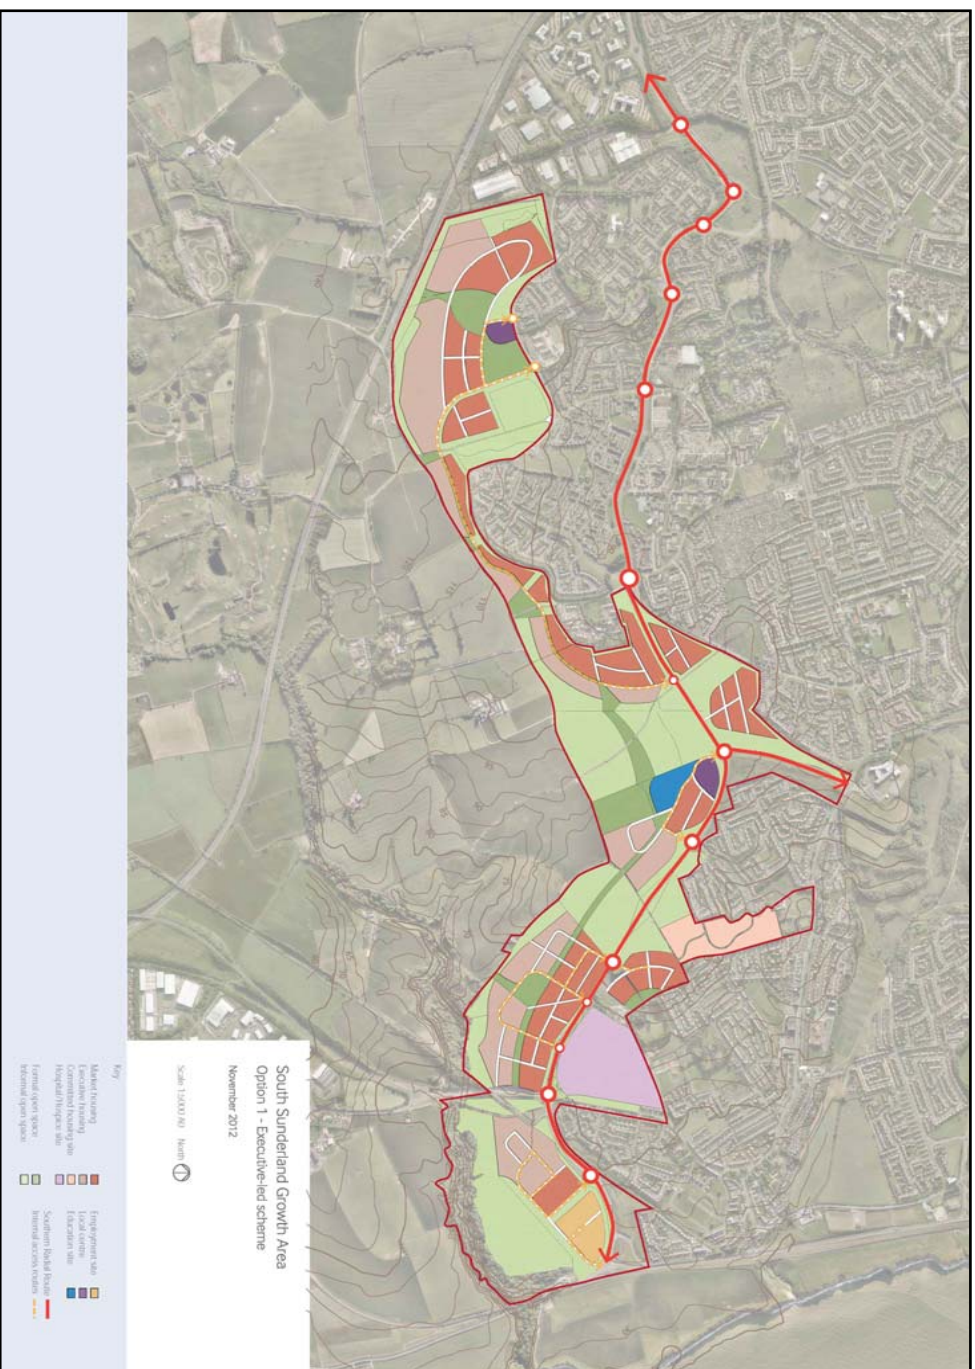 South Sunderland Growth Area
Option 1 - Executive-led scheme
November 2012
Scale 1:5000 A0
North
Key
Market housing
Executive housing
Committed housing site
Hospital/Hospice site
Formal open space
Informal open space
Employment site
Local centre
Education site
Southern Radial Route
Internal access routes